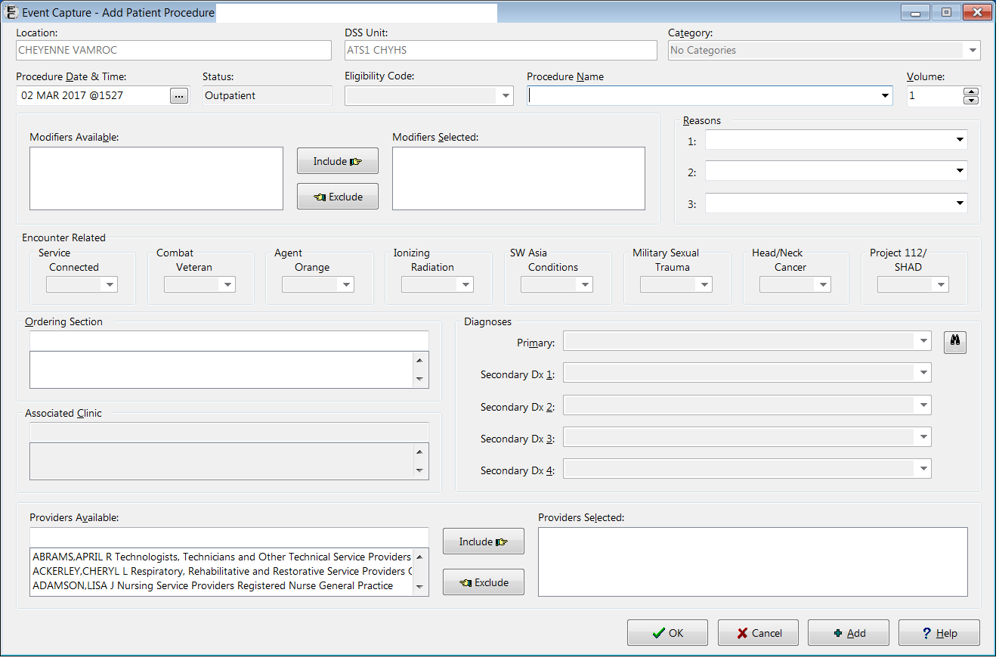 EC Event Capture - Add Patient Procedure
Location: DSS Unit: Category:
CHEYENNE VAMROC ATS1 CHYHS No Categories
Procedure Date & Time: Status: Eligibility Code: Procedure Name Volume:
02 MAR 2017 @1527 ... Outpatient 1
Modifiers Available: Modifiers Selected:
Include
Exclude
Reasons
1:
2:
3:
Encounter Related
Service Connected
Combat Veteran
Agent Orange
Ionizing Radiation
SW Asia Conditions
Military Sexual Trauma
Head/Neck Cancer
Project 112/ SHAD
Ordering Section
Associated Clinic
Diagnoses
Primary:
Secondary Dx 1:
Secondary Dx 2:
Secondary Dx 3:
Secondary Dx 4:
Providers Available:
ABRAMS,APRIL R Technologists, Technicians and Other Technical Service Providers
ACKERLEY,CHERYL L Respiratory, Rehabilitative and Restorative Service Providers
ADAMSON,LISA J Nursing Service Providers Registered Nurse General Practice
Include
Exclude
Providers Selected:
OK Cancel Add ? Help